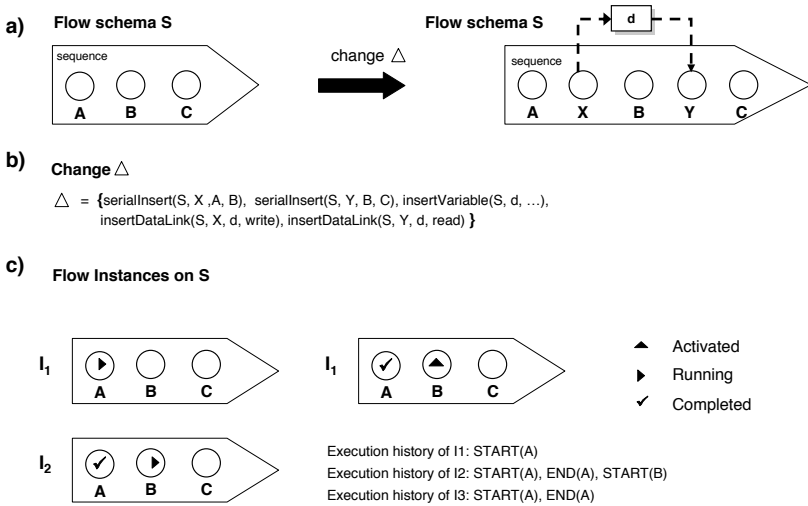 a)
Flow schema S
sequence
A B C
change △
Flow schema S
d
sequence
A X B Y C
b)
Change △
△ = {serialInsert(S, X ,A, B), serialInsert(S, Y, B, C), insertVariable(S, d, ...),
insertDataLink(S, X, d, write), insertDataLink(S, Y, d, read) }
c)
Flow Instances on S
I1
A B C
I1
A B C
Activated
Running
Completed
I2
A B C
Execution history of I1: START(A)
Execution history of I2: START(A), END(A), START(B)
Execution history of I3: START(A), END(A)